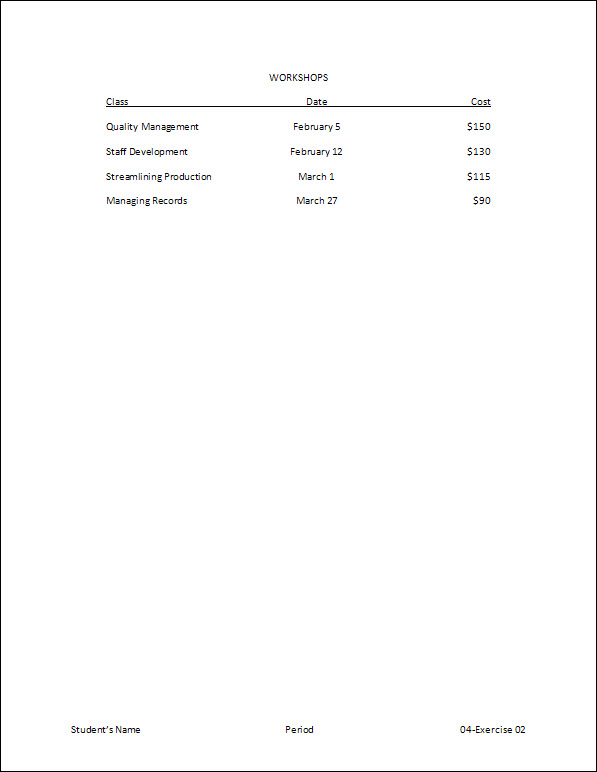 WORKSHOPS
Class Date Cost
Quality Management February 5 $150
Staff Development February 12 $130
Streamlining Production March 1 $115
Managing Records March 27 $90
Student’s Name Period 04-Exercise 02